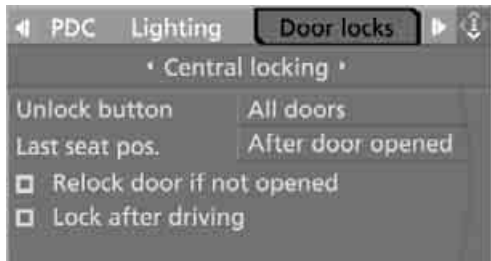 PDC Lighting Door locks
Central locking
Unlock button All doors
Last seat pos. After door opened
Relock door if not opened
Lock after driving